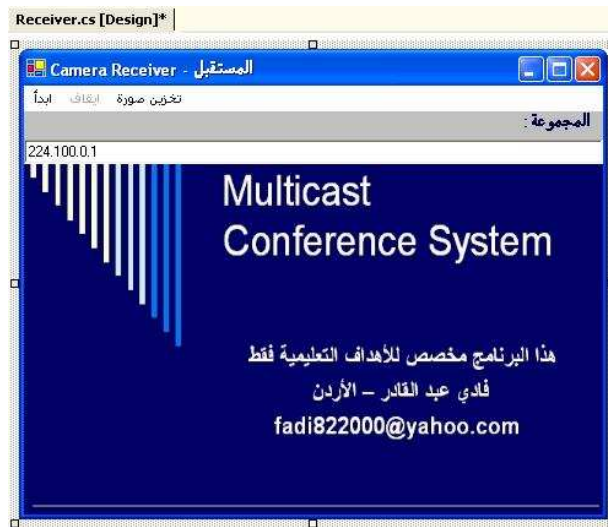 Receiver.cs [Design]*
Camera Receiver - المستقبل
ابدأ ايقاف تخزين صورة
المجموعة :
224.100.0.1
Multicast
Conference System
هذا البرنامج مخصص للأهداف التعليمية فقط
فادي عبد القادر – الأردن
fadi822000@yahoo.com